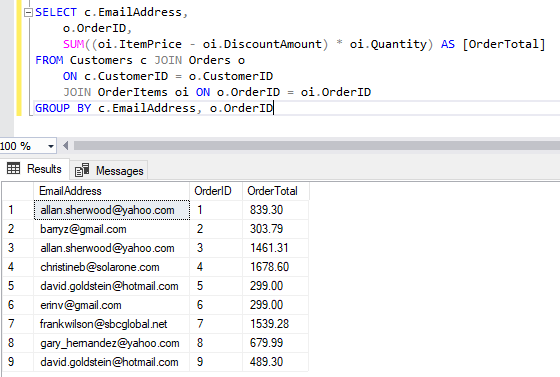 SELECT c.EmailAddress,
o.OrderID,
SUM((oi.ItemPrice - oi.DiscountAmount) * oi.Quantity) AS [OrderTotal]
FROM Customers c JOIN Orders o
ON c.CustomerID = o.CustomerID
JOIN OrderItems oi ON o.OrderID = oi.OrderID
GROUP BY c.EmailAddress, o.OrderID
100 %
Results Messages
EmailAddress OrderID OrderTotal
1 allan.sherwood@yahoo.com 1 839.30
2 barryz@gmail.com 2 303.79
3 allan.sherwood@yahoo.com 3 1461.31
4 christineb@solarone.com 4 1678.60
5 david.goldstein@hotmail.com 5 299.00
6 erinv@gmail.com 6 299.00
7 frankwilson@sbcglobal.net 7 1539.28
8 gary_hernandez@yahoo.com 8 679.99
9 david.goldstein@hotmail.com 9 489.30